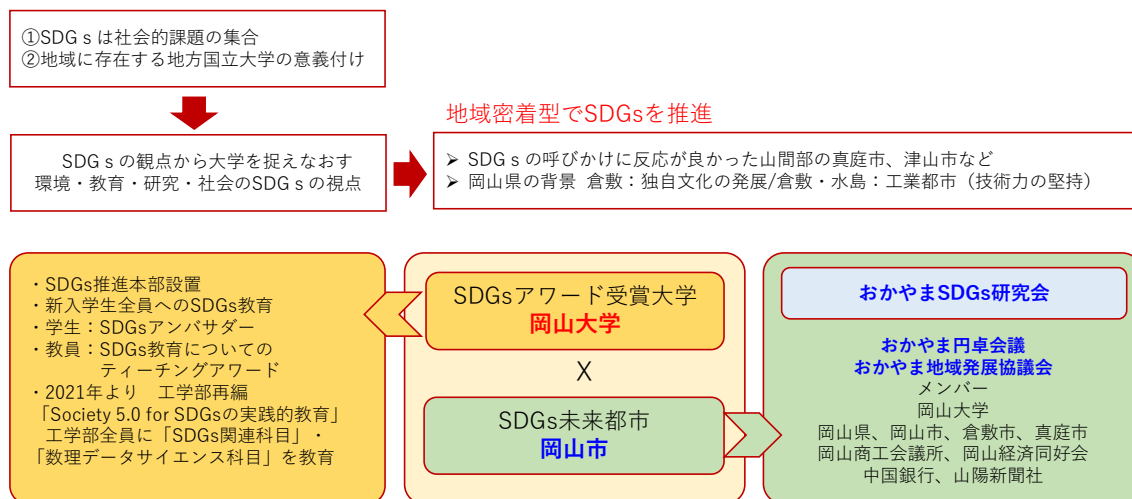 ①SDGｓは社会的課題の集合
②地域に存在する地方国立大学の意義付け
SDGｓの観点から大学を捉えなおす
環境・教育・研究・社会のSDGｓの視点
地域密着型でSDGsを推進
➢ SDGｓの呼びかけに反応が良かった山間部の真庭市、津山市など
➢ 岡山県の背景 倉敷：独自文化の発展/倉敷・水島：工業都市（技術力の堅持）
・SDGs推進本部設置
・新入学生全員へのSDGs教育
・学生：SDGsアンバサダー
・教員：SDGs教育についての
ティーチングアワード
・2021年より　工学部再編
「Society 5.0 for SDGsの実践的教育」
工学部全員に「SDGs関連科目」・
「数理データサイエンス科目」を教育
SDGsアワード受賞大学
岡山大学
X
SDGs未来都市
岡山市
おかやまSDGs研究会
おかやま円卓会議
おかやま地域発展協議会
メンバー
岡山大学
岡山県、岡山市、倉敷市、真庭市
岡山商工会議所、岡山経済同好会
中国銀行、山陽新聞社